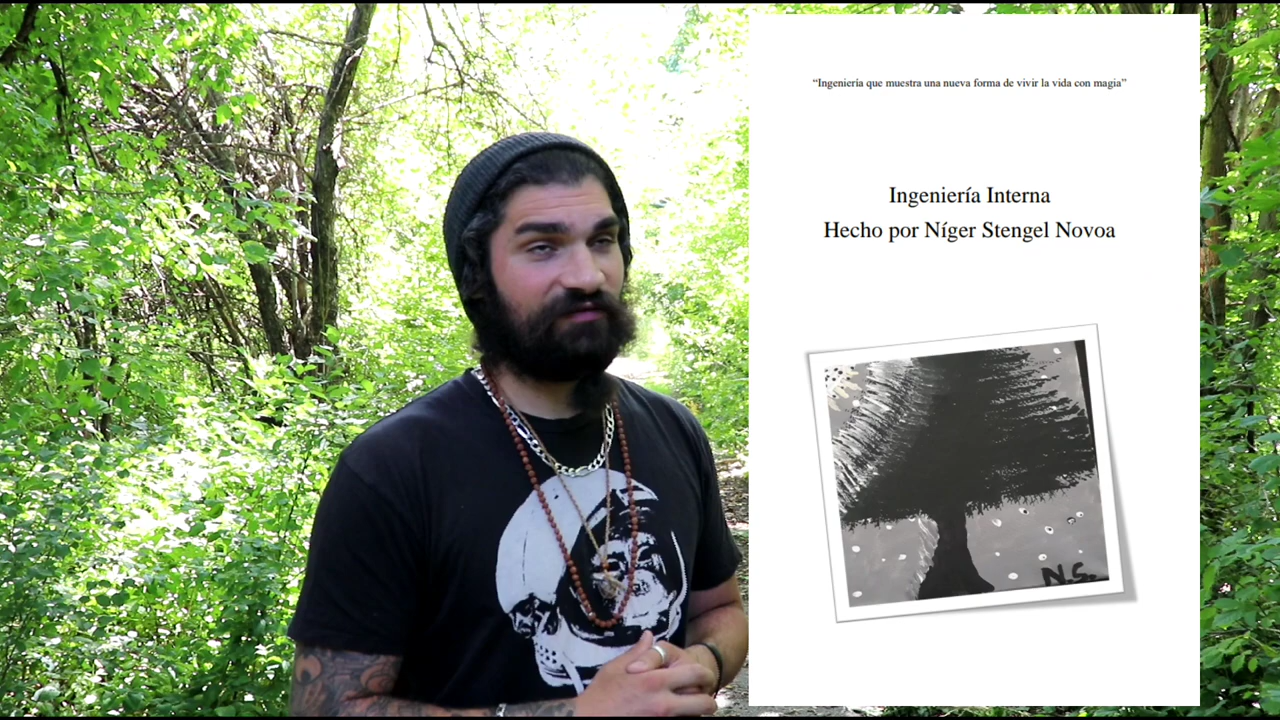 “Ingeniería que muestra una nueva forma de vivir la vida con magia”
Ingeniería Interna
Hecho por Níger Stengel Novoa
N.S.